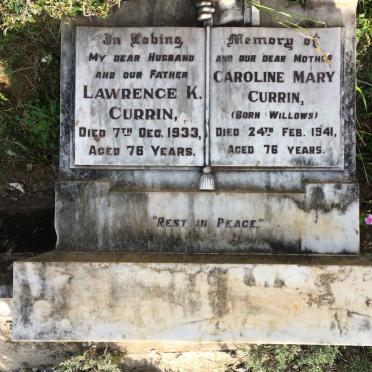 In Loving
My Dear Husband
and our Father
Lawrence K.
Currin,
Died 7th Dec. 1933,
Aged 76 Years.
Memory of
and our dear Mother
Caroline Mary
Currin,
(Born Willows)
Died 24th Feb. 1941,
Aged 76 years.
"Rest in Peace."